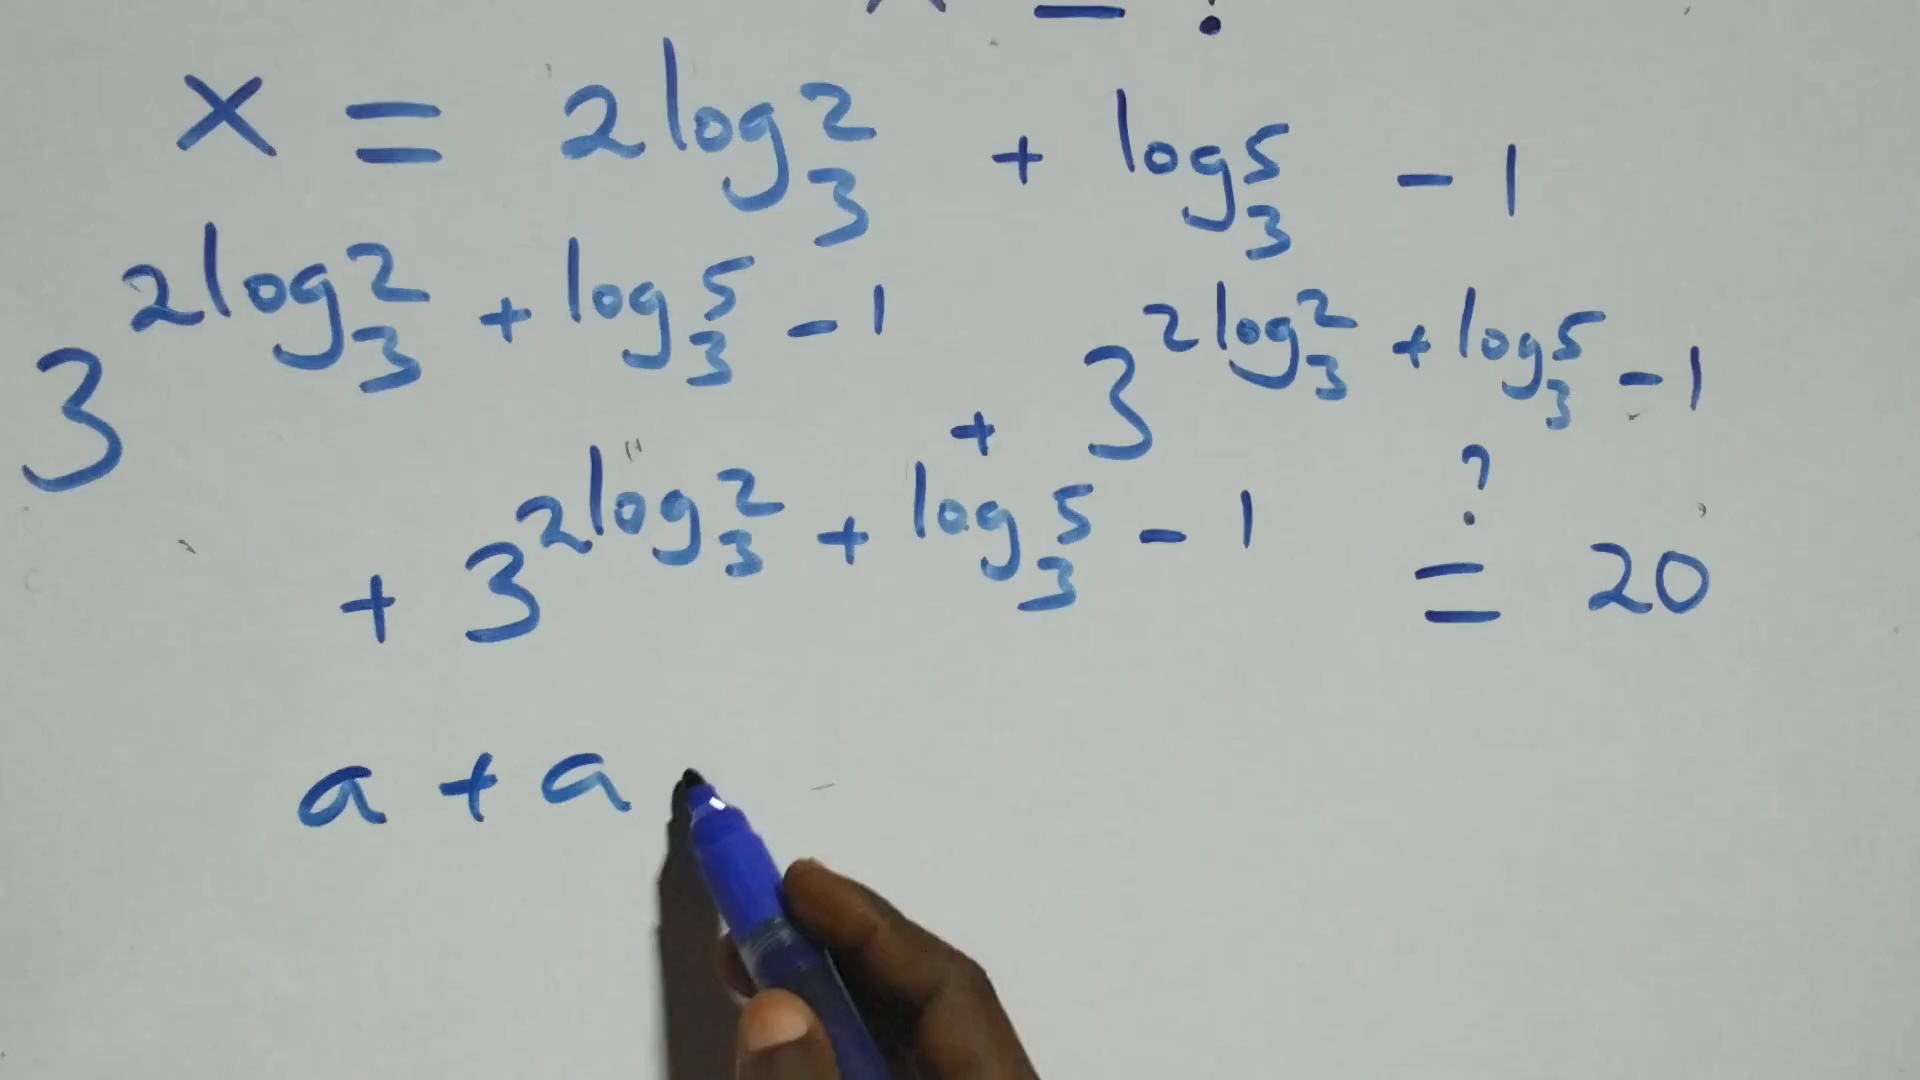 = ?
x = 2log₃2 + log₃5 - 1
3^(2log₃2 + log₃5 - 1) + 3^(2log₃2 + log₃5 - 1)
+ 3^(2log₃2 + log₃5 - 1) =? 20
a + a